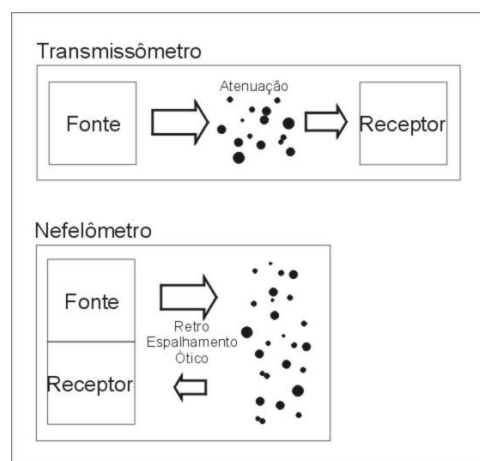 Transmissômetro
Atenuação
Fonte
Receptor
Nefelômetro
Fonte
Retro
Espalhamento
Ótico
Receptor